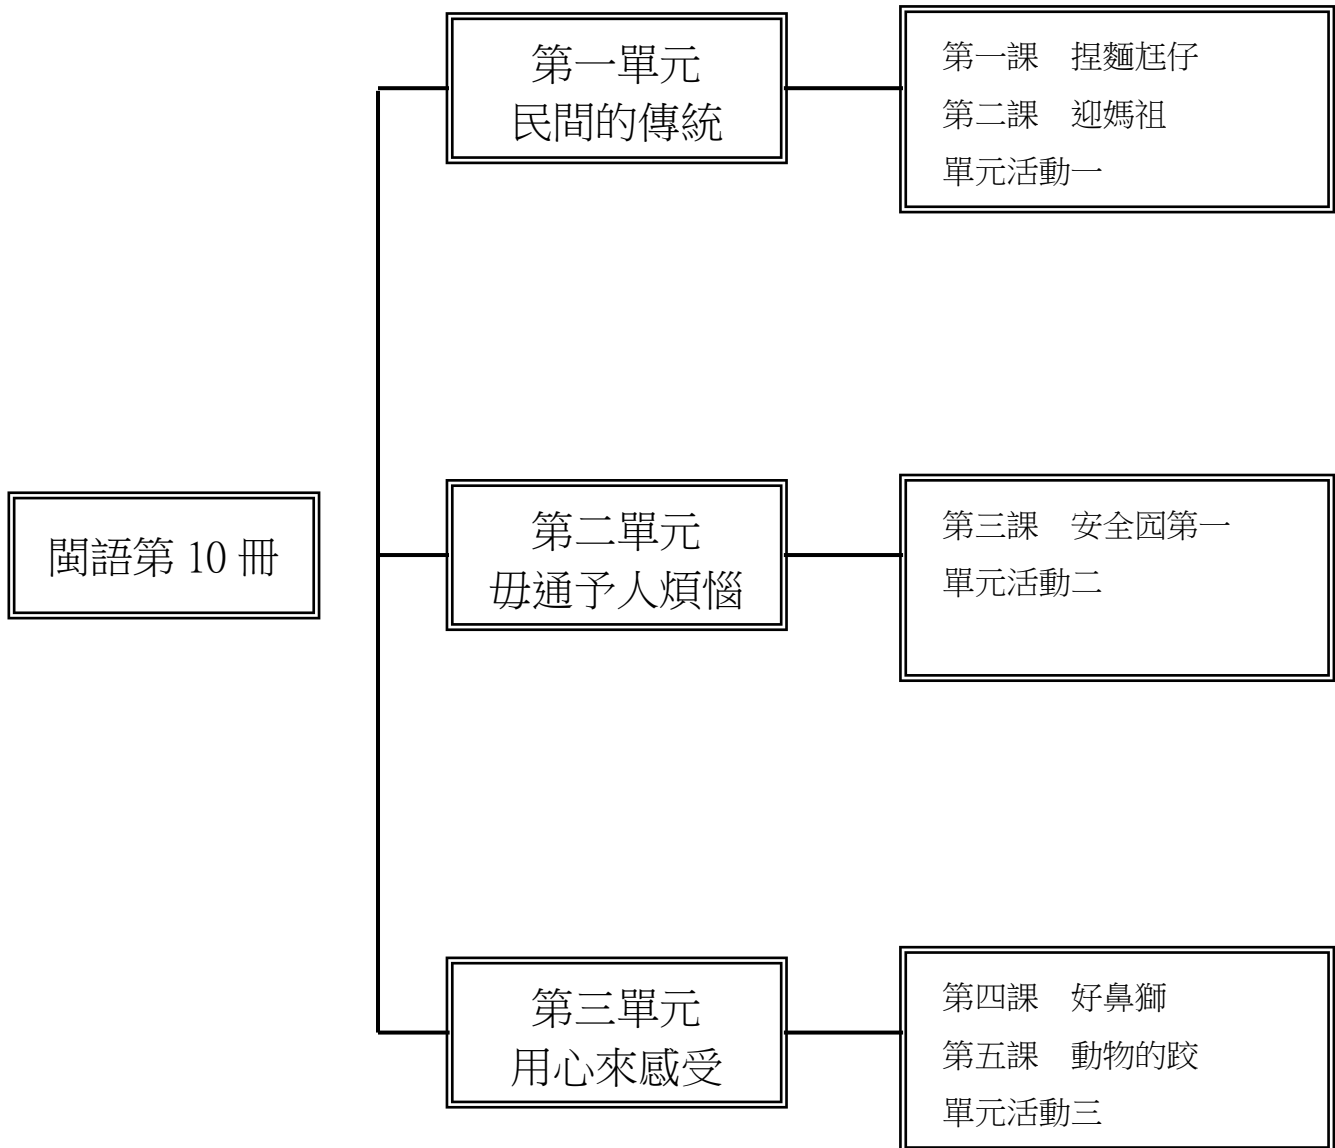 閩語第 10 冊
第一單元
民間的傳統
第一課　捏麵尪仔
第二課　迎媽祖
單元活動一
第二單元
毋通予人煩惱
第三課　安全囥第一
單元活動二
第三單元
用心來感受
第四課　好鼻獅
第五課　動物的跤
單元活動三